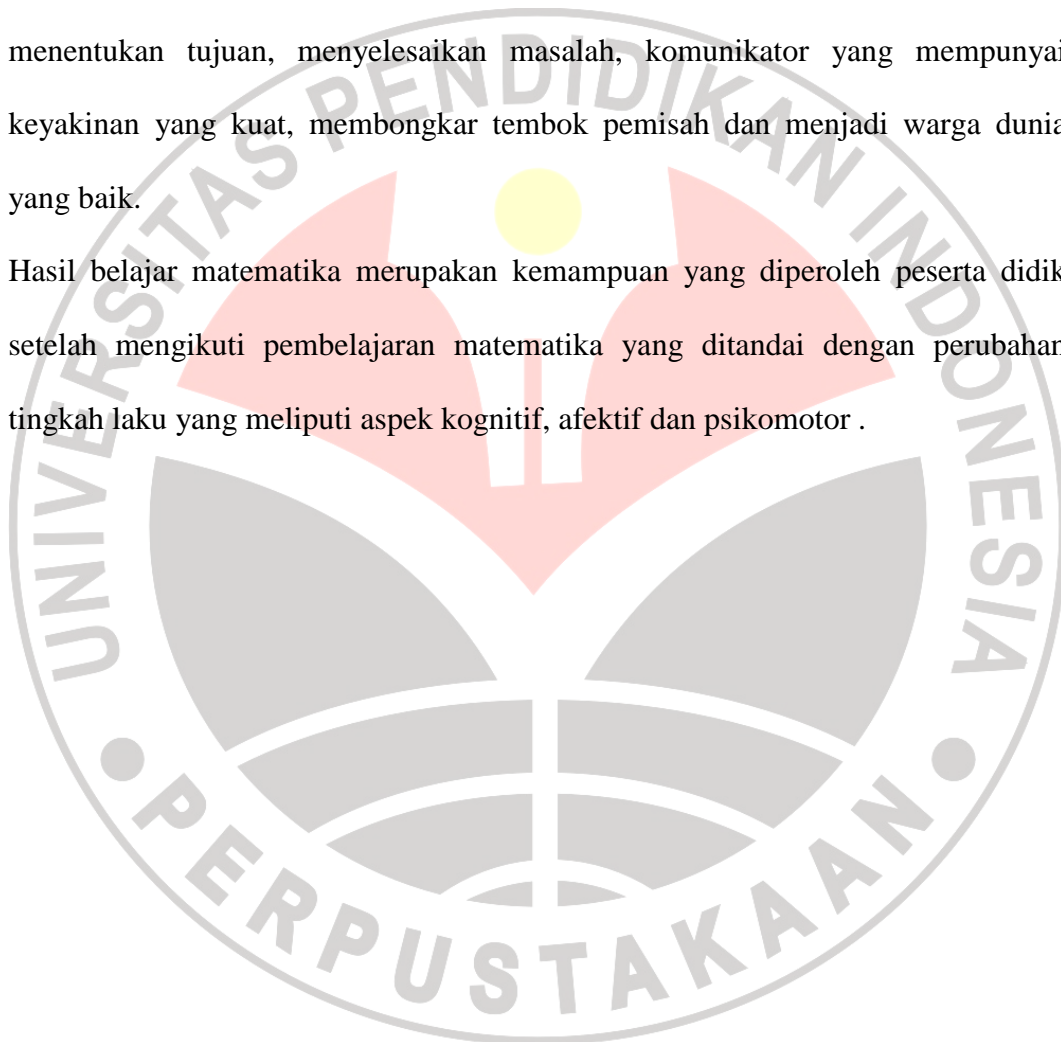 menentukan tujuan, menyelesaikan masalah, komunikator yang mempunyai
keyakinan yang kuat, membongkar tembok pemisah dan menjadi warga dunia
yang baik.
Hasil belajar matematika merupakan kemampuan yang diperoleh peserta didik
setelah mengikuti pembelajaran matematika yang ditandai dengan perubahan
tingkah laku yang meliputi aspek kognitif, afektif dan psikomotor .
UNIVERSITAS PENDIDIKAN INDONESIA
PERPUSTAKAAN